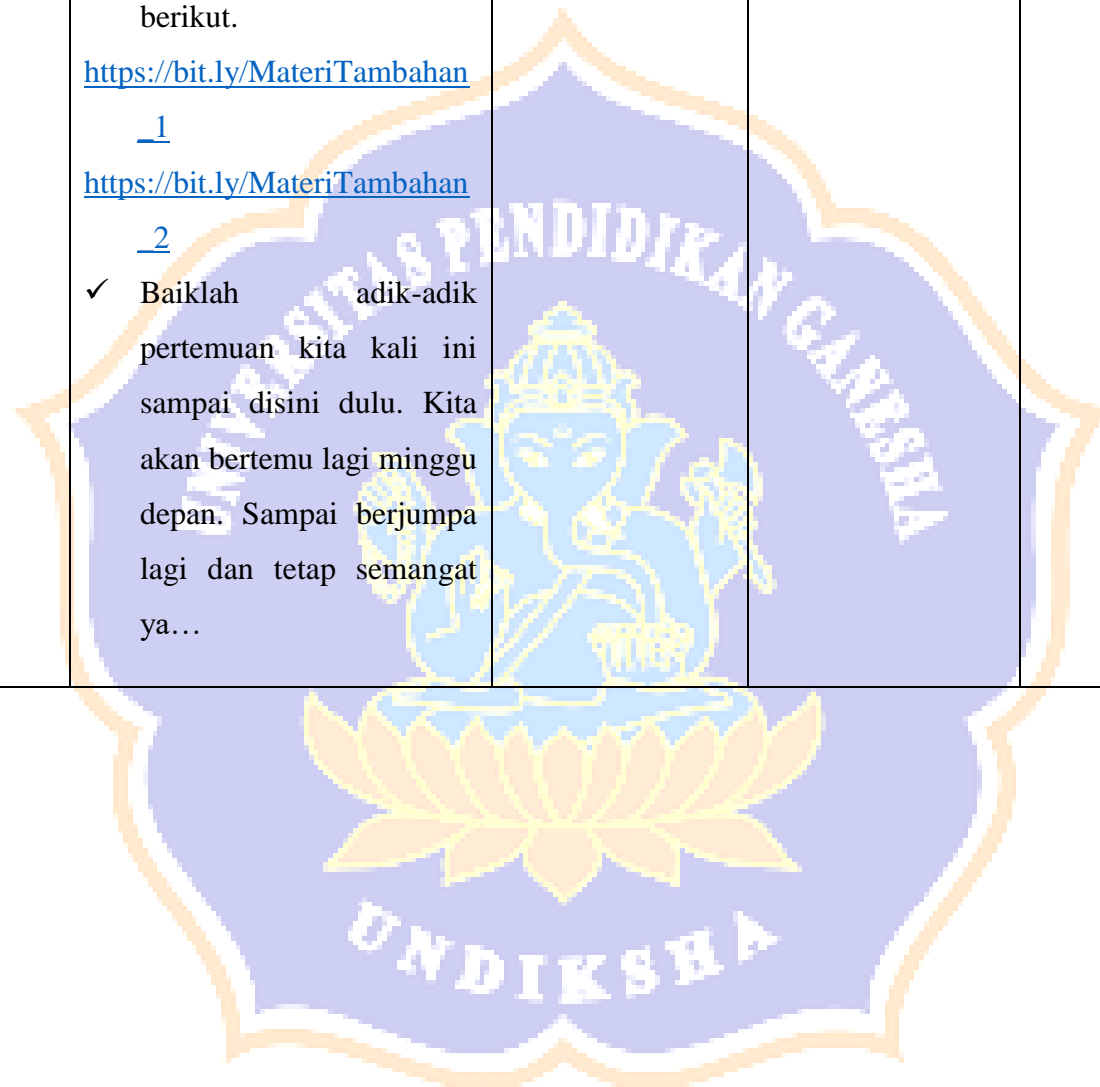 berikut.
https://bit.ly/MateriTambahan
_1
https://bit.ly/MateriTambahan
_2
✓ Baiklah adik-adik
pertemuan kita kali ini
sampai disini dulu. Kita
akan bertemu lagi minggu
depan. Sampai berjumpa
lagi dan tetap semangat
ya…
UNIVERSITAS PENDIDIKAN GANESHA
UNDIKSHA